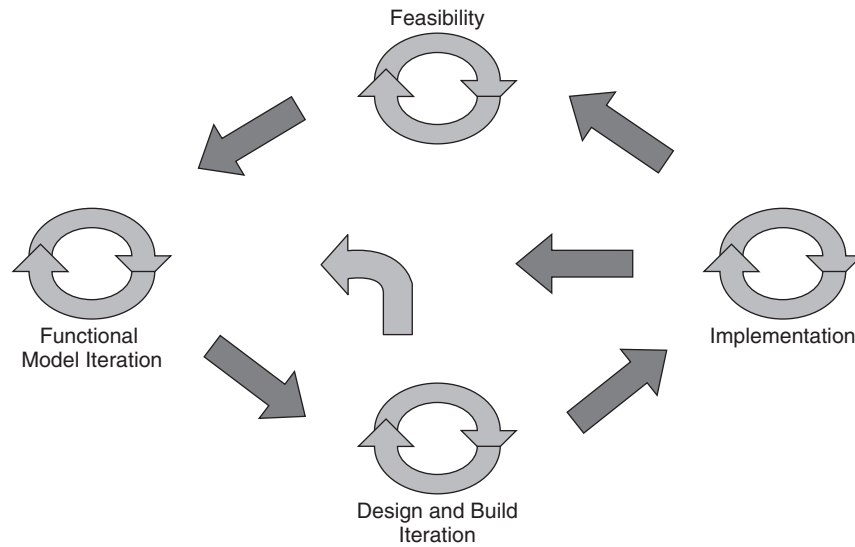 Feasibility
Functional
Model Iteration
Implementation
Design and Build
Iteration